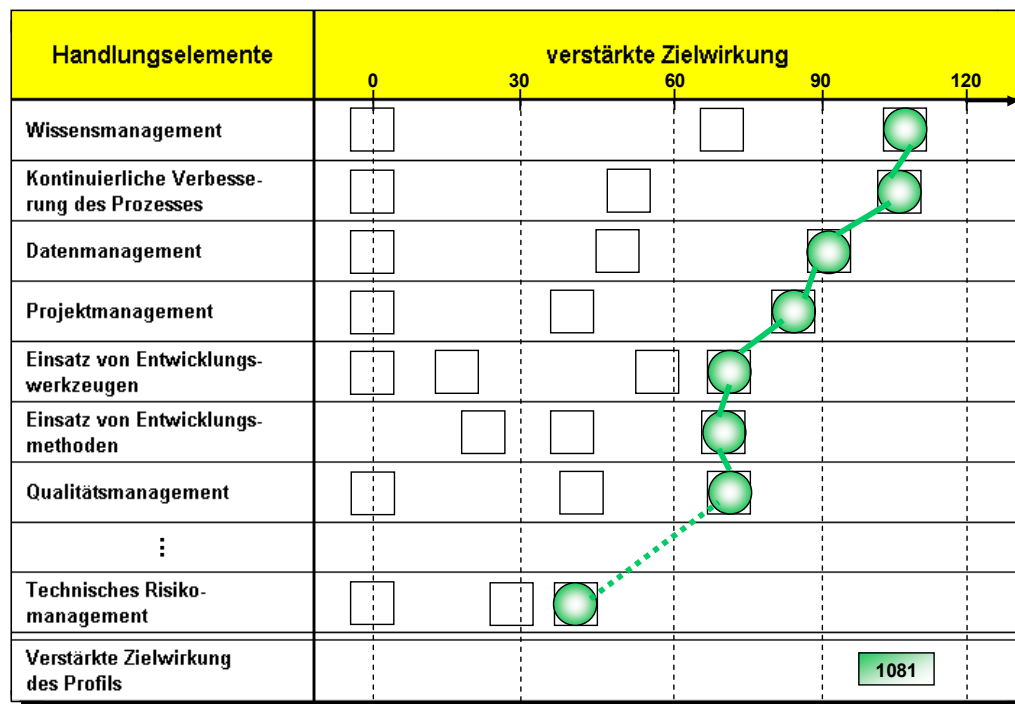 Handlungselemente
verstärkte Zielwirkung
0 30 60 90 120
Wissensmanagement
Kontinuierliche Verbesse-
rung des Prozesses
Datenmanagement
Projektmanagement
Einsatz von Entwicklungs-
werkzeugen
Einsatz von Entwicklungs-
methoden
Qualitätsmanagement
⋮
Technisches Risiko-
management
Verstärkte Zielwirkung
des Profils
1081